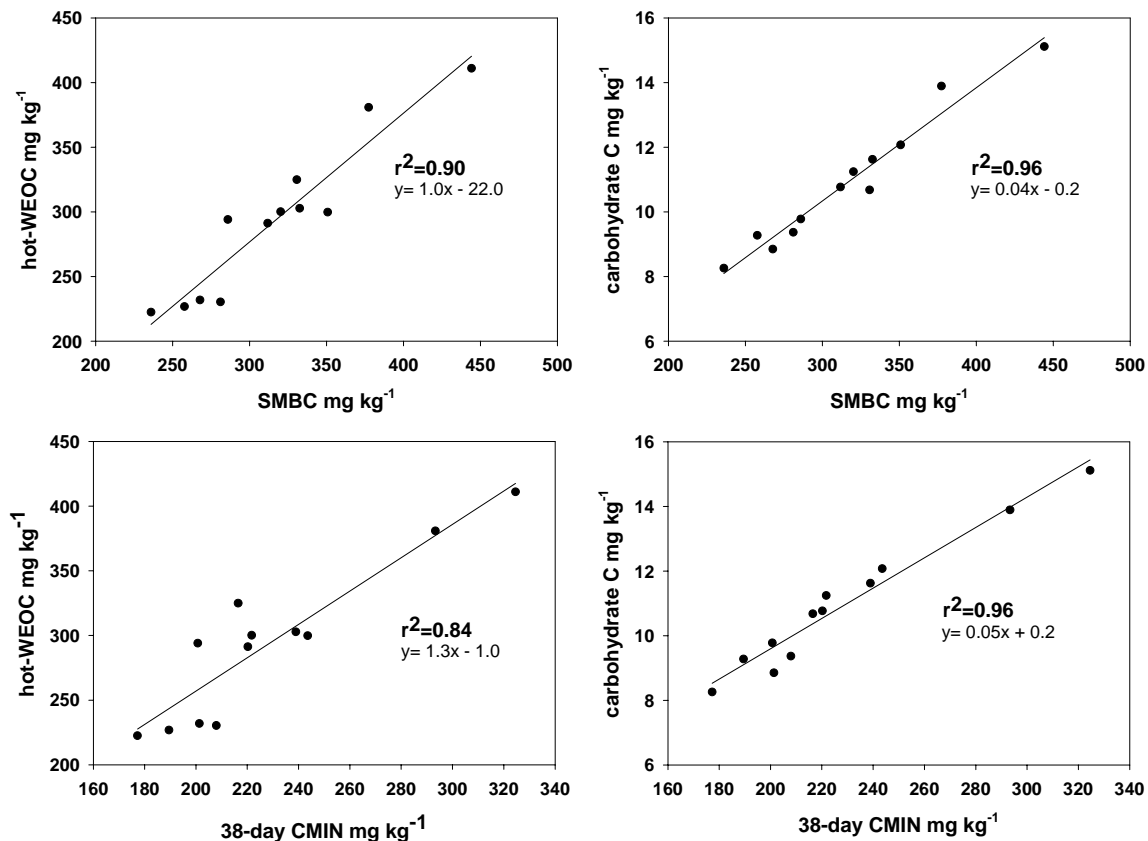 hot-WEOC mg kg⁻¹
450
400
350
300
250
200
r²=0.90
y= 1.0x - 22.0
200 250 300 350 400 450 500
SMBC mg kg⁻¹
carbohydrate C mg kg⁻¹
16
14
12
10
8
6
r²=0.96
y= 0.04x - 0.2
200 250 300 350 400 450 500
SMBC mg kg⁻¹
hot-WEOC mg kg⁻¹
450
400
350
300
250
200
r²=0.84
y= 1.3x - 1.0
160 180 200 220 240 260 280 300 320 340
38-day CMIN mg kg⁻¹
carbohydrate C mg kg⁻¹
16
14
12
10
8
6
r²=0.96
y= 0.05x + 0.2
160 180 200 220 240 260 280 300 320 340
38-day CMIN mg kg⁻¹